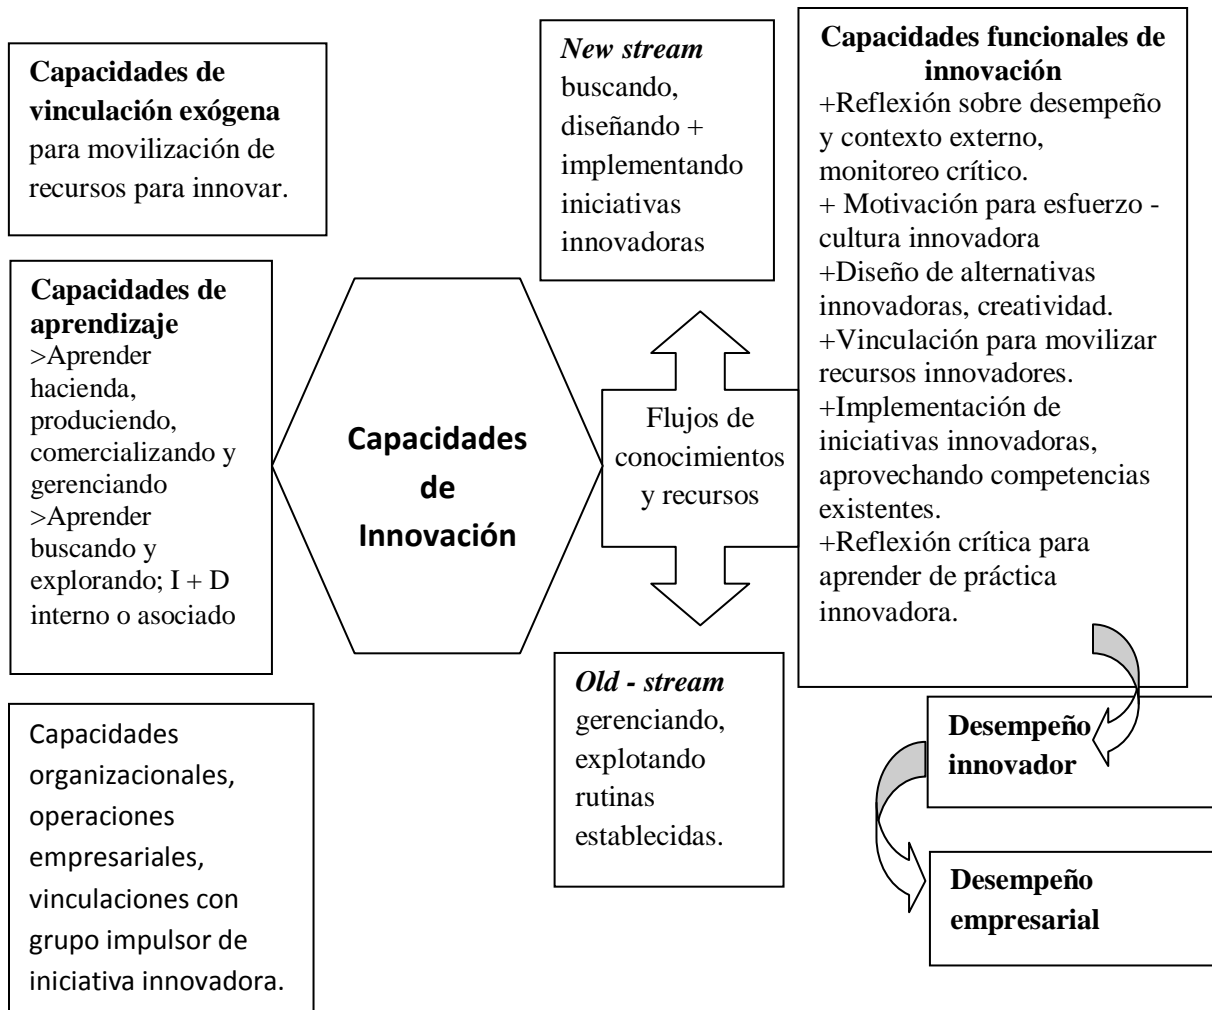 Capacidades de
vinculación exógena
para movilización de
recursos para innovar.
Capacidades de
aprendizaje
>Aprender
hacienda,
produciendo,
comercializando y
gerenciando
>Aprender
buscando y
explorando; I + D
interno o asociado
Capacidades
organizacionales,
operaciones
empresariales,
vinculaciones con
grupo impulsor de
iniciativa innovadora.
Capacidades
de
Innovación
New stream
buscando,
diseñando +
implementando
iniciativas
innovadoras
Flujos de
conocimientos
y recursos
Old - stream
gerenciando,
explotando
rutinas
establecidas.
Capacidades funcionales de
innovación
+Reflexión sobre desempeño
y contexto externo,
monitoreo crítico.
+ Motivación para esfuerzo -
cultura innovadora
+Diseño de alternativas
innovadoras, creatividad.
+Vinculación para movilizar
recursos innovadores.
+Implementación de
iniciativas innovadoras,
aprovechando competencias
existentes.
+Reflexión crítica para
aprender de práctica
innovadora.
Desempeño
innovador
Desempeño
empresarial